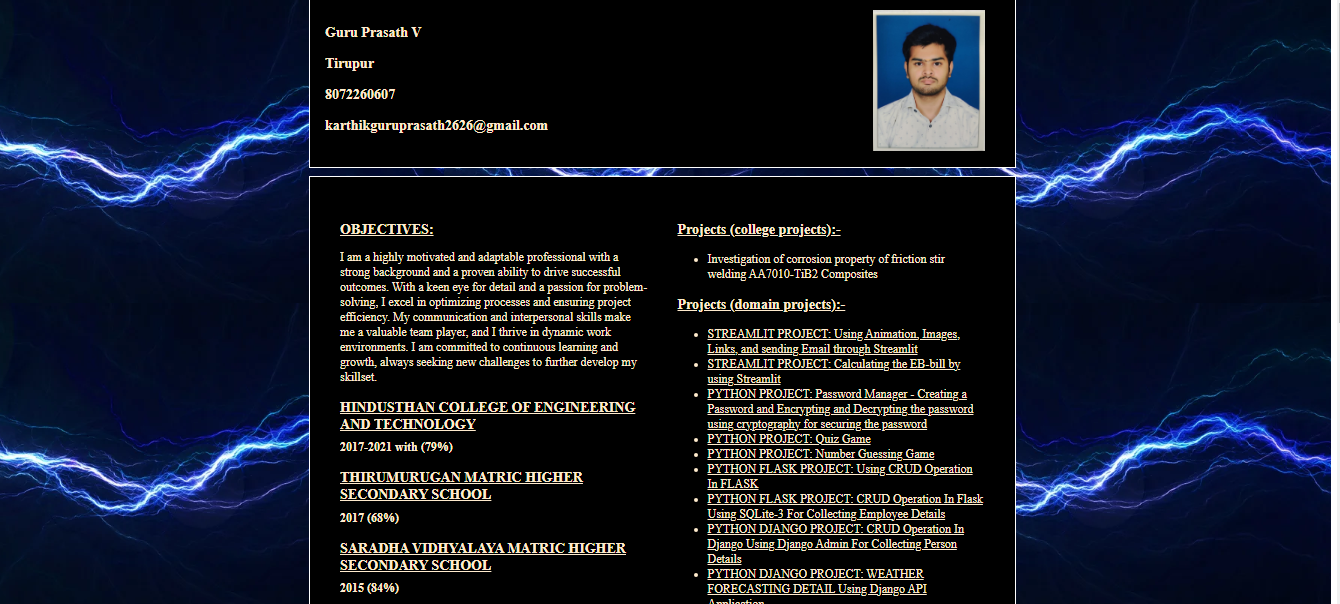 Guru Prasath V
Tirupur
8072260607
karthikguruprasath2626@gmail.com
OBJECTIVES:
I am a highly motivated and adaptable professional with a
strong background and a proven ability to drive successful
outcomes. With a keen eye for detail and a passion for problem-
solving, I excel in optimizing processes and ensuring project
efficiency. My communication and interpersonal skills make
me a valuable team player, and I thrive in dynamic work
environments. I am committed to continuous learning and
growth, always seeking new challenges to further develop my
skillset.
HINDUSTHAN COLLEGE OF ENGINEERING
AND TECHNOLOGY
2017-2021 with (79%)
THIRUMURUGAN MATRIC HIGHER
SECONDARY SCHOOL
2017 (68%)
SARADHA VIDHYALAYA MATRIC HIGHER
SECONDARY SCHOOL
2015 (84%)
Projects (college projects):-
Investigation of corrosion property of friction stir
welding AA7010-TiB2 Composites
Projects (domain projects):-
STREAMLIT PROJECT: Using Animation, Images,
Links, and sending Email through Streamlit
STREAMLIT PROJECT: Calculating the EB-bill by
using Streamlit
PYTHON PROJECT: Password Manager - Creating a
Password and Encrypting and Decrypting the password
using cryptography for securing the password
PYTHON PROJECT: Quiz Game
PYTHON PROJECT: Number Guessing Game
PYTHON FLASK PROJECT: Using CRUD Operation
In FLASK
PYTHON FLASK PROJECT: CRUD Operation In Flask
Using SQLite-3 For Collecting Employee Details
PYTHON DJANGO PROJECT: CRUD Operation In
Django Using Django Admin For Collecting Person
Details
PYTHON DJANGO PROJECT: WEATHER
FORECASTING DETAIL Using Django API
Application